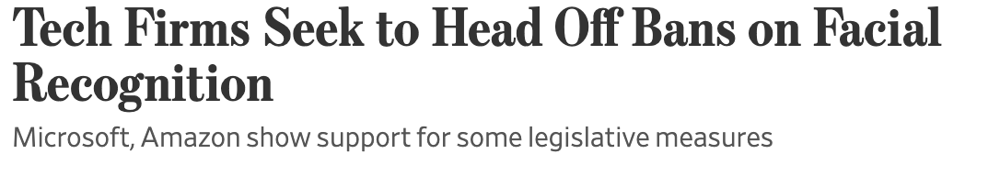 Tech Firms Seek to Head Off Bans on Facial
Recognition
Microsoft, Amazon show support for some legislative measures